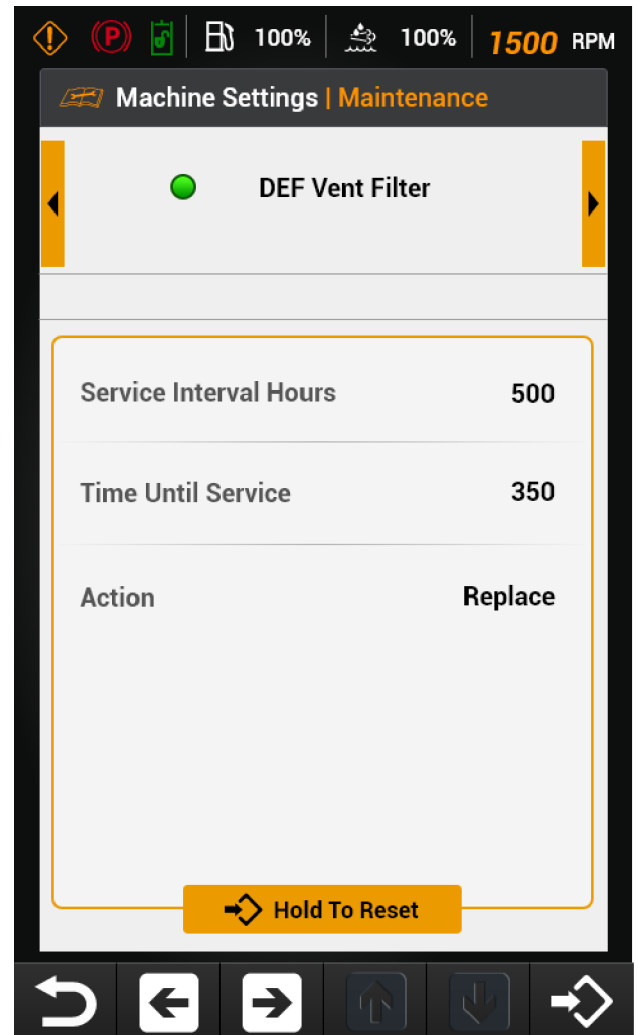 P 100% 100% 1500 RPM
Machine Settings | Maintenance
DEF Vent Filter
Service Interval Hours 500
Time Until Service 350
Action Replace
Hold To Reset